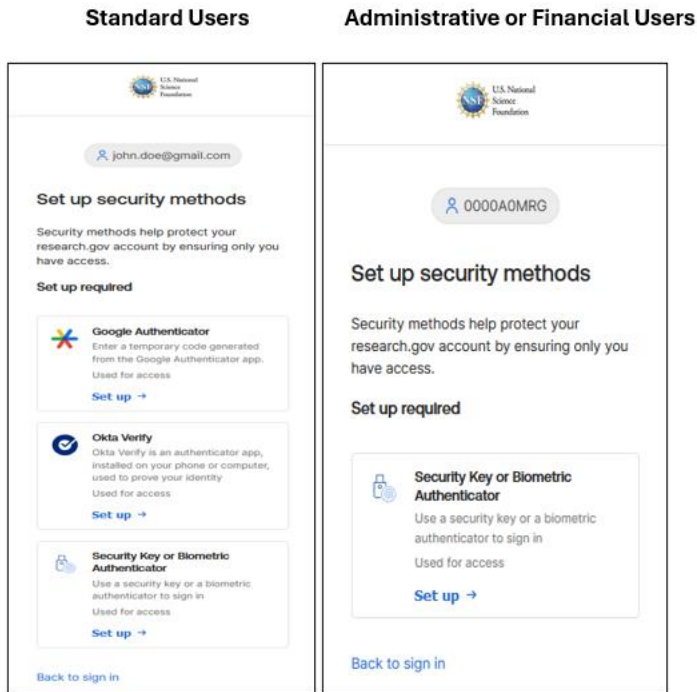 Standard Users
U.S. National
Science
Foundation
NSF
john.doe@gmail.com
Set up security methods
Security methods help protect your
research.gov account by ensuring only you
have access.
Set up required
Google Authenticator
Enter a temporary code generated
from the Google Authenticator app.
Used for access
Set up →
Okta Verify
Okta Verify is an authenticator app,
installed on your phone or computer,
used to prove your identity
Used for access
Set up →
Security Key or Biometric
Authenticator
Use a security key or a biometric
authenticator to sign in
Used for access
Set up →
Back to sign in
Administrative or Financial Users
NSF
U.S. National
Science
Foundation
0000A0MRG
Set up security methods
Security methods help protect your
research.gov account by ensuring only you
have access.
Set up required
Security Key or Biometric
Authenticator
Use a security key or a biometric
authenticator to sign in
Used for access
Set up →
Back to sign in